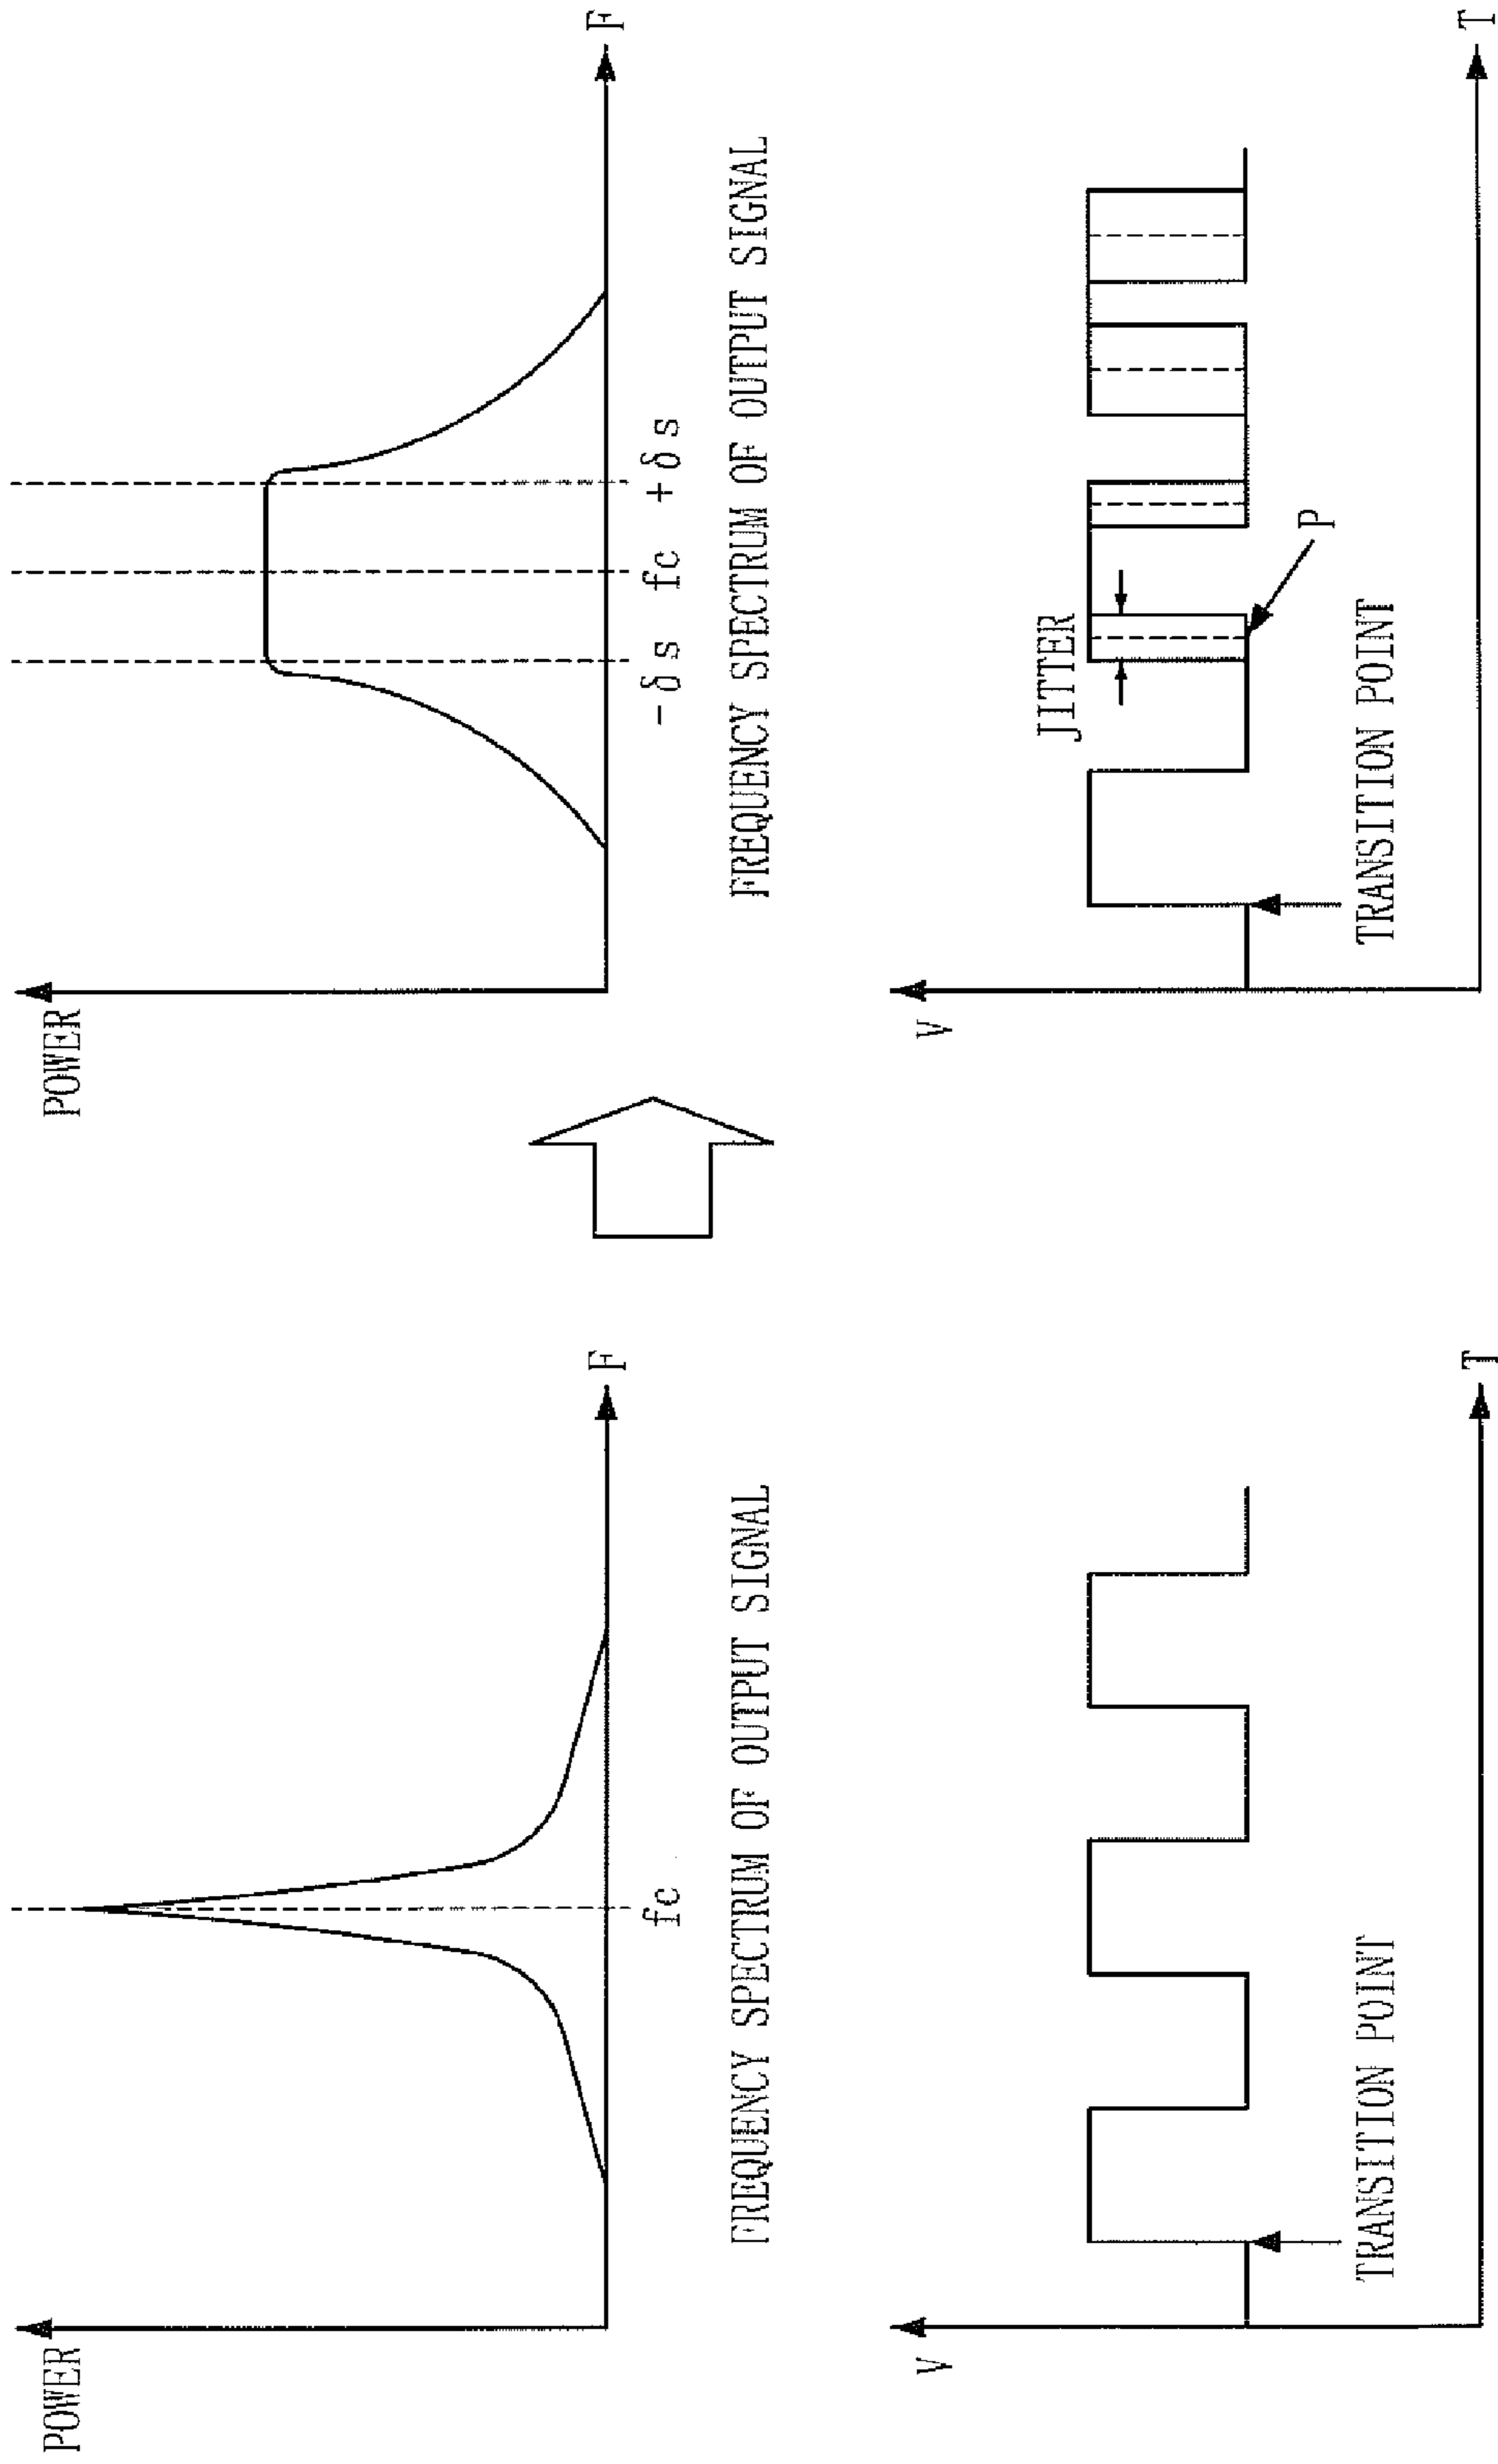 POWER
F
fc
FREQUENCY SPECTRUM OF OUTPUT SIGNAL
V
TRANSITION POINT
T
POWER
F
-δs fc +δs
FREQUENCY SPECTRUM OF OUTPUT SIGNAL
V
JITTER
P
TRANSITION POINT
T